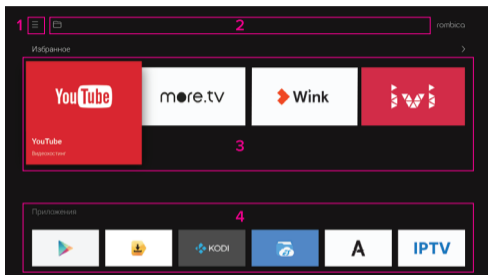 1
2
rombica
Избранное
YouTube
more.tv
Wink
ivi
YouTube
Видеохостинг
3
Приложения
4
KODI
A
IPTV